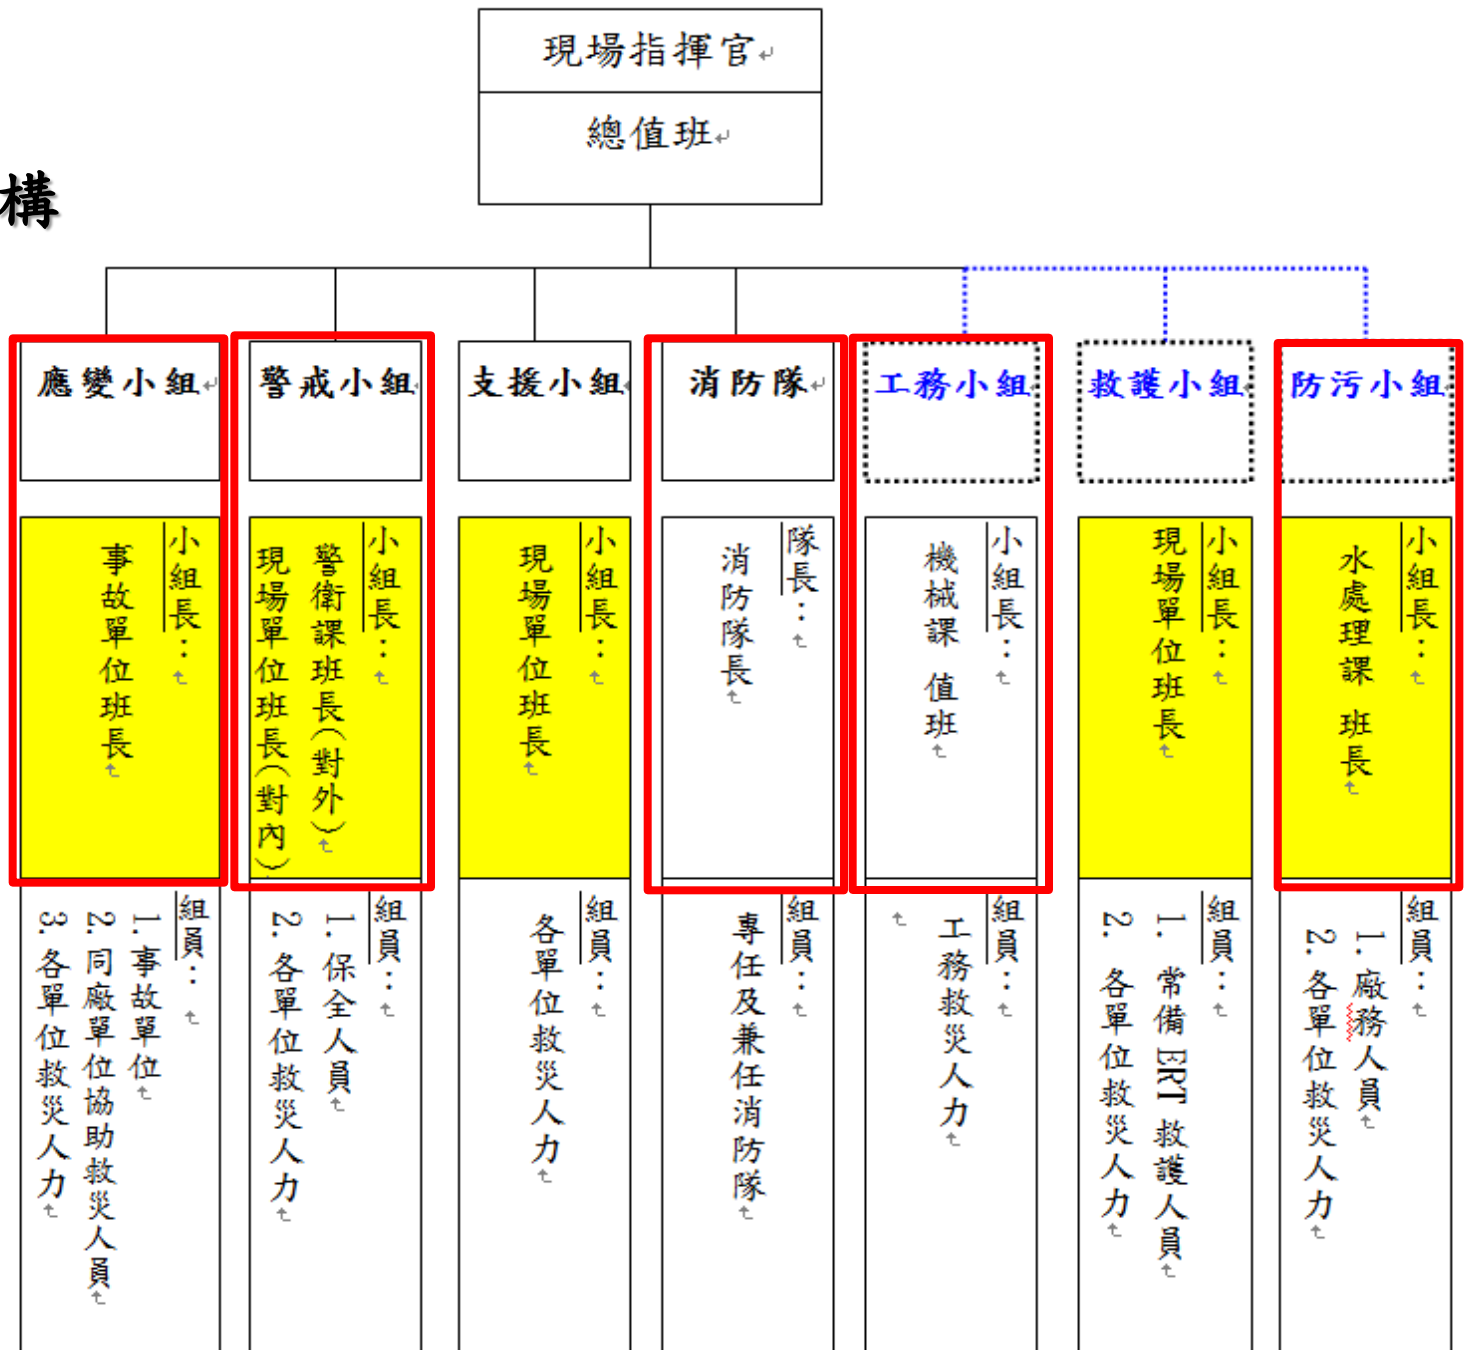 現場指揮官
總值班
構
應變小組
警戒小組
支援小組
消防隊
工務小組
救護小組
防污小組
小組長：
事故單位班長
小組長：
警衛課班長(對外)
現場單位班長(對內)
小組長：
現場單位班長
隊長：
消防隊長
小組長：
機械課 值班
小組長：
現場單位班長
小組長：
水處理課 班長
組員：
1. 事故單位
2. 同廠單位協助救災人員
3. 各單位救災人力
組員：
1. 保全人員
2. 各單位救災人力
組員：
各單位救災人力
組員：
專任及兼任消防隊
組員：
工務救災人力
組員：
1. 常備 ERT 救護人員
2. 各單位救災人力
組員：
1. 廠務人員
2. 各單位救災人力